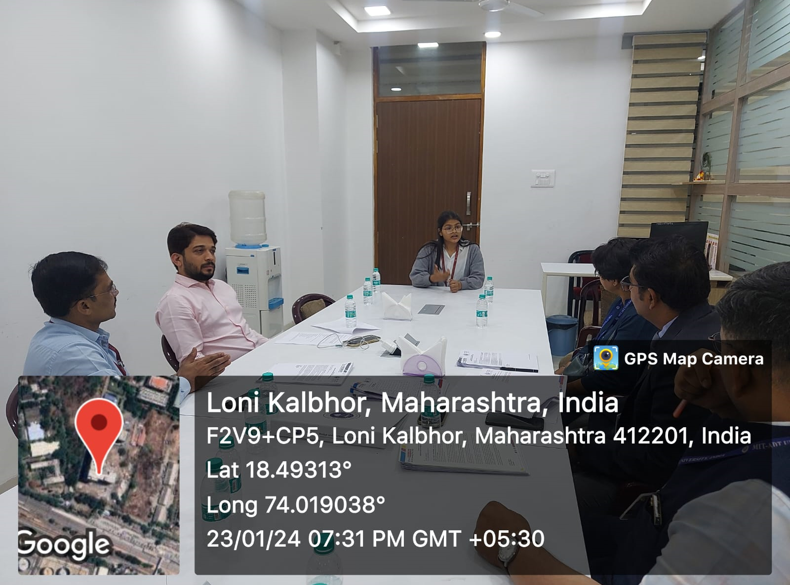 GPS Map Camera
Loni Kalbhor, Maharashtra, India
F2V9+CP5, Loni Kalbhor, Maharashtra 412201, India
Lat 18.49313°
Long 74.019038°
23/01/24 07:31 PM GMT +05:30
Google